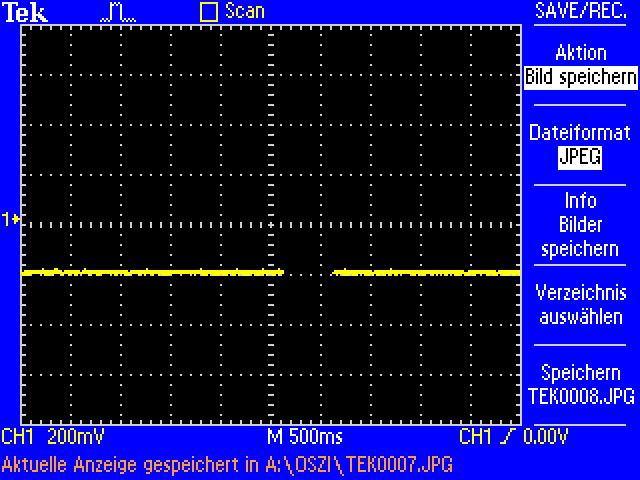 Tek
Scan
SAVE/REC.
Aktion
Bild speichern
Dateiformat
JPEG
Info
Bilder
speichern
Verzeichnis
auswählen
Speichern
TEK0008.JPG
1
CH1 200mV
M 500ms
CH1 0.00V
Aktuelle Anzeige gespeichert in A:\OSZI\TEK0007.JPG